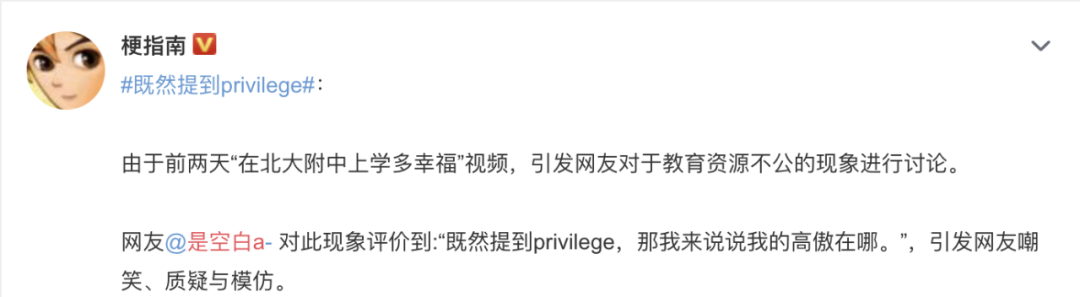 梗指南
#既然提到privilege#：
由于前两天“在北大附中上学多幸福”视频，引发网友对于教育资源不公的现象进行讨论。
网友@是空白a- 对此现象评价到:“既然提到privilege，那我来说说我的高傲在哪。”，引发网友嘲
笑、质疑与模仿。